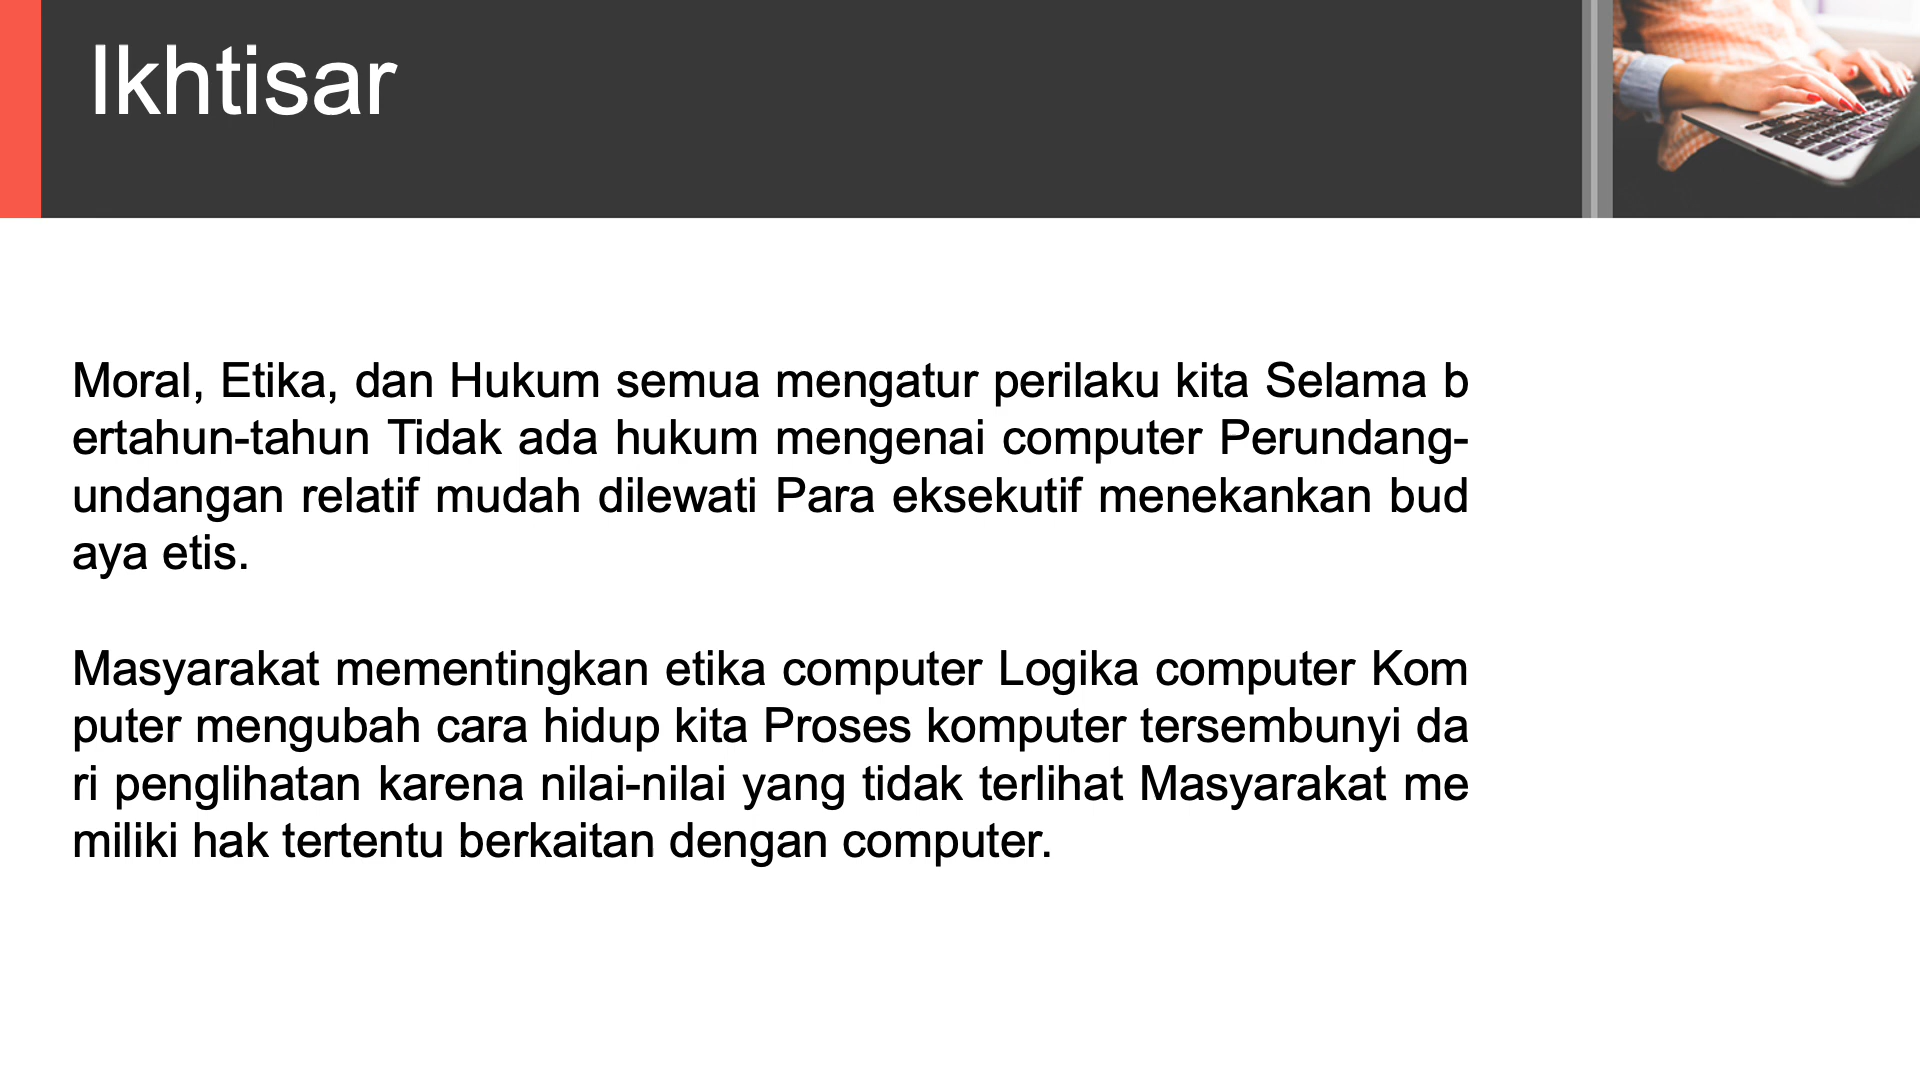 Ikhtisar
Moral, Etika, dan Hukum semua mengatur perilaku kita Selama b
ertahun-tahun Tidak ada hukum mengenai computer Perundang-
undangan relatif mudah dilewati Para eksekutif menekankan bud
aya etis.
Masyarakat mementingkan etika computer Logika computer Kom
puter mengubah cara hidup kita Proses komputer tersembunyi da
ri penglihatan karena nilai-nilai yang tidak terlihat Masyarakat me
miliki hak tertentu berkaitan dengan computer.